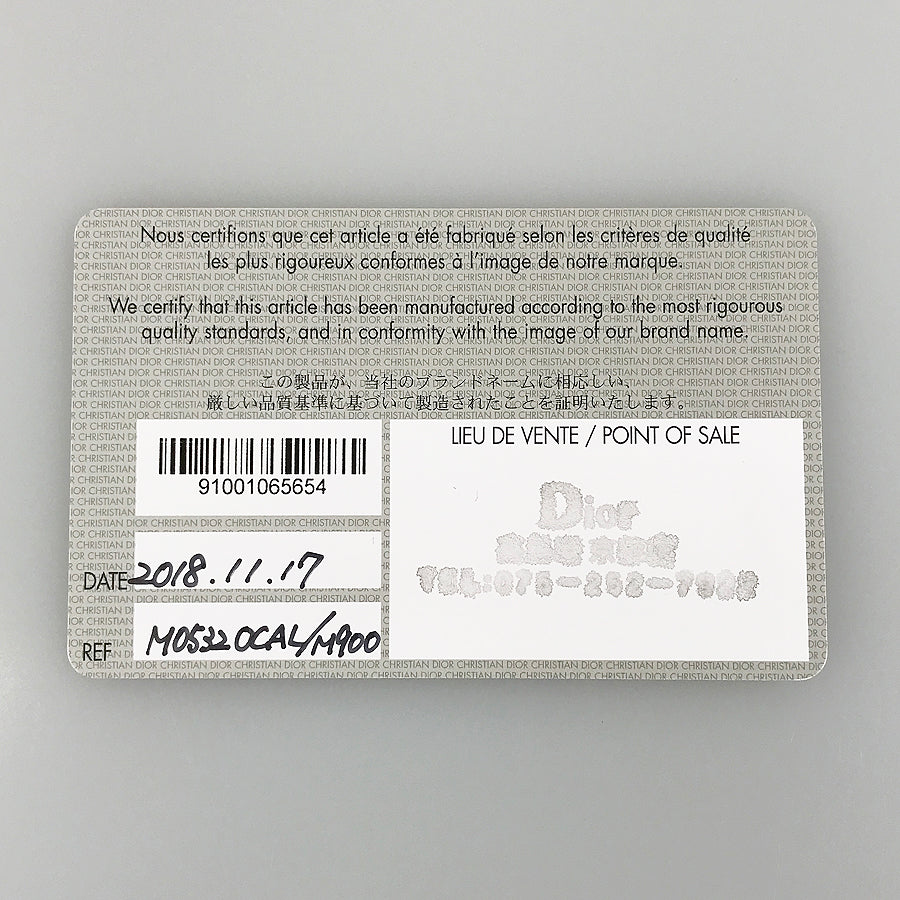 Nous certifions que cet article a été fabriqué selon les critères de qualité
les plus rigoureux conformes à l'image de notre marque.
We certify that this article has been manufactured according to the most rigourous
quality standards, and in conformity with the image of our brand name.
この製品が、当社のブランドネームに相応しい、
厳しい品質基準に基づいて製造されたことを証明いたします。
91001065654
LIEU DE VENTE / POINT OF SALE
Dior
DATE 2018.11.17
REF M0532OCAL/M900